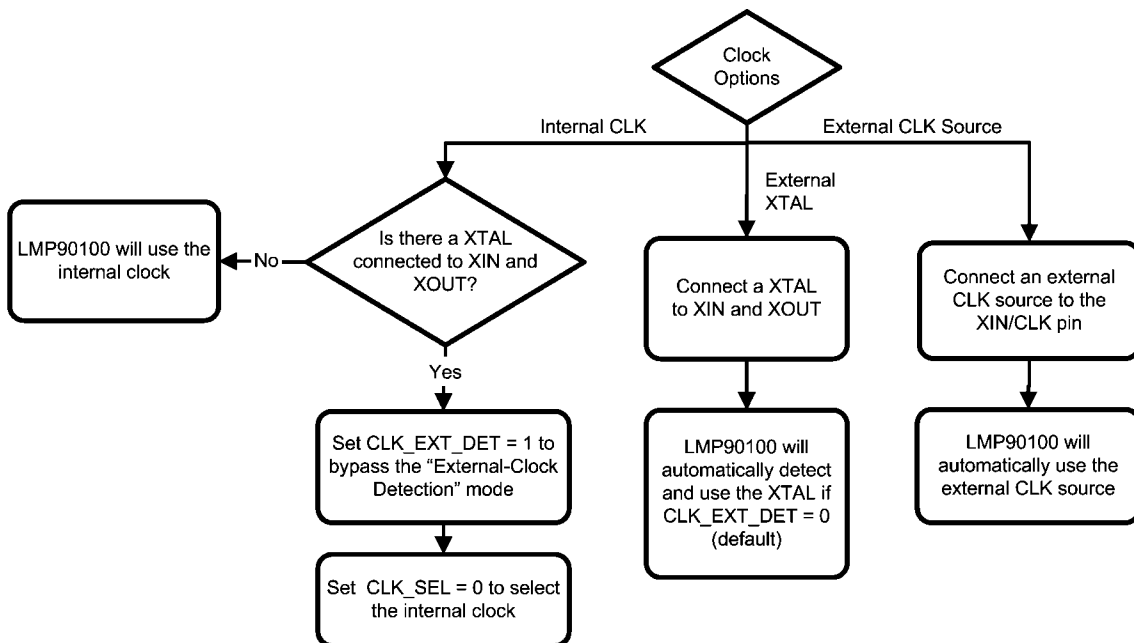 Clock
Options
Internal CLK
External CLK Source
External
XTAL
LMP90100 will use the
internal clock
No
Is there a XTAL
connected to XIN and
XOUT?
Connect a XTAL
to XIN and XOUT
Connect an external
CLK source to the
XIN/CLK pin
Yes
Set CLK_EXT_DET = 1 to
bypass the “External-Clock
Detection” mode
LMP90100 will
automatically detect
and use the XTAL if
CLK_EXT_DET = 0
(default)
LMP90100 will
automatically use the
external CLK source
Set CLK_SEL = 0 to select
the internal clock